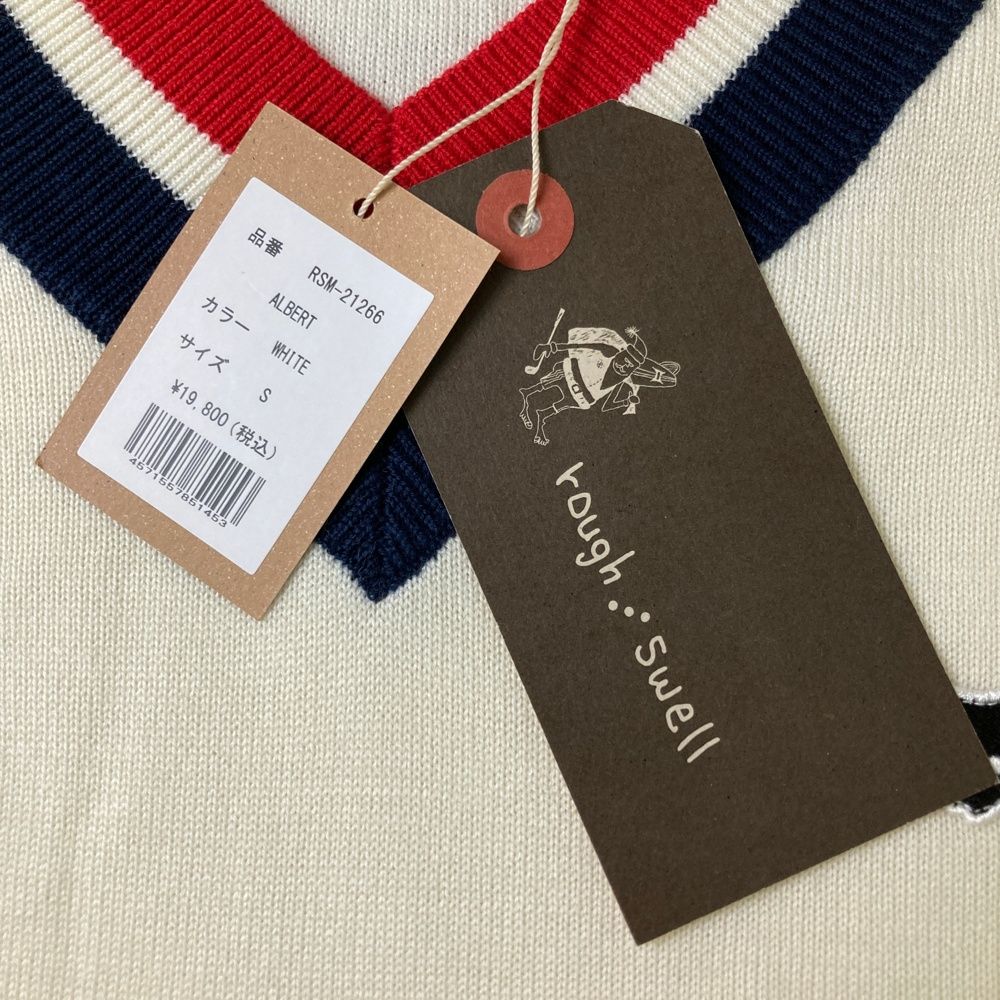 品番 RSM-21266
ALBERT
カラー WHITE
サイズ S
¥19,800(税込)
4571557851453
rough... swell